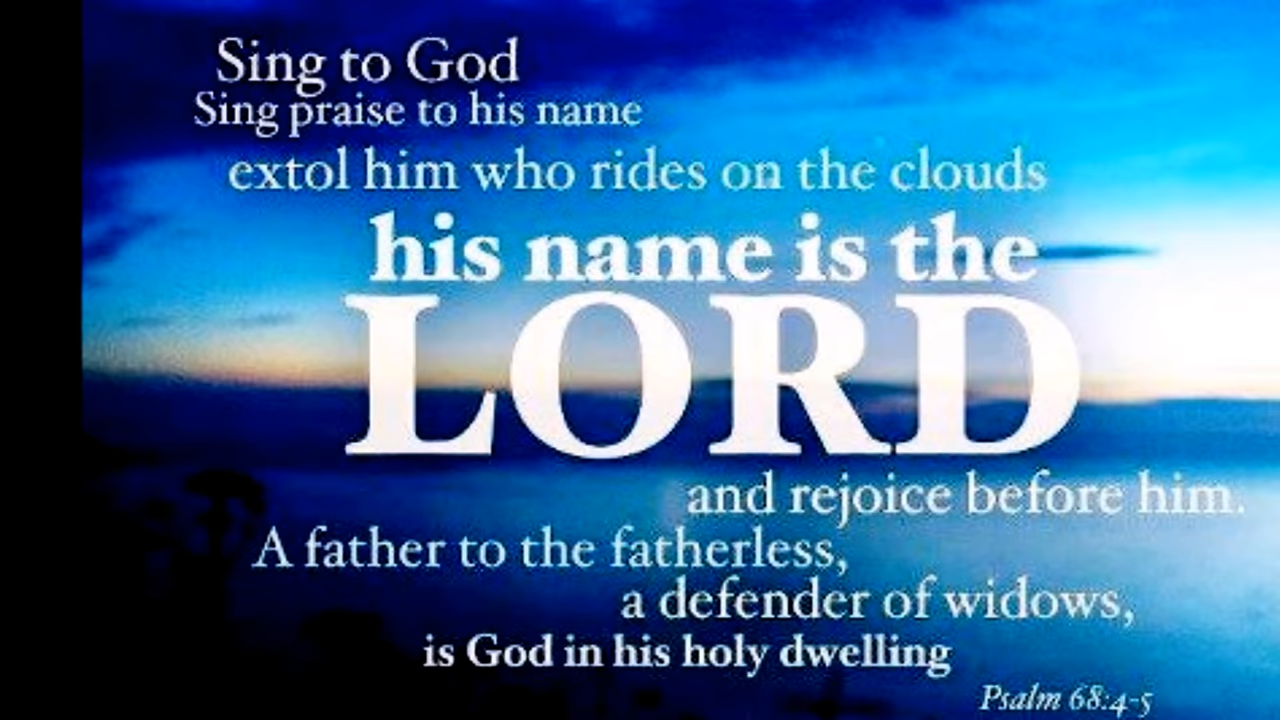 Sing to God
Sing praise to his name
extol him who rides on the clouds
his name is the
LORD
and rejoice before him.
A father to the fatherless,
a defender of widows,
is God in his holy dwelling
Psalm 68:4-5